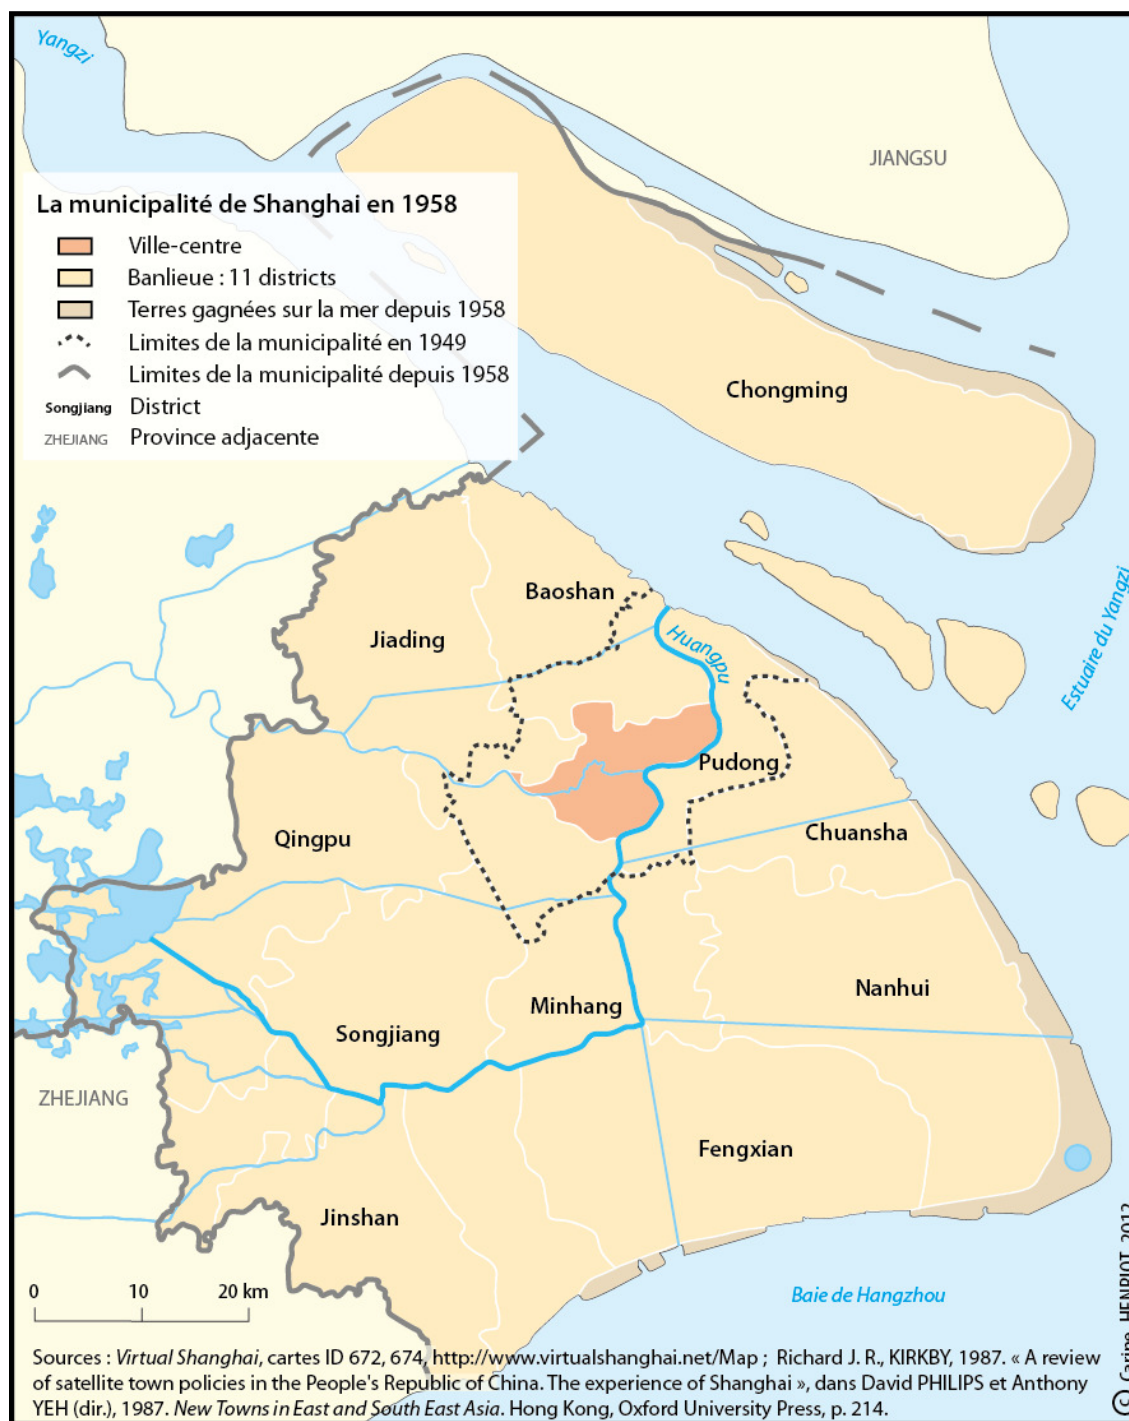 Yangzi
JIANGSU
La municipalité de Shanghai en 1958
Ville-centre
Banlieue : 11 districts
Terres gagnées sur la mer depuis 1958
Limites de la municipalité en 1949
Limites de la municipalité depuis 1958
Songjiang District
ZHEJIANG Province adjacente
Chongming
Baoshan
Jiading
Huangpu
Estuaire du Yangzi
Pudong
Qingpu
Chuansha
Nanhui
Minhang
Songjiang
ZHEJIANG
Fengxian
Jinshan
0 10 20 km
Baie de Hangzhou
© Carine HENRIOT, 2012
Sources : Virtual Shanghai, cartes ID 672, 674, http://www.virtualshanghai.net/Map ; Richard J. R., KIRKBY, 1987. « A review
of satellite town policies in the People's Republic of China. The experience of Shanghai », dans David PHILIPS et Anthony
YEH (dir.), 1987. New Towns in East and South East Asia. Hong Kong, Oxford University Press, p. 214.